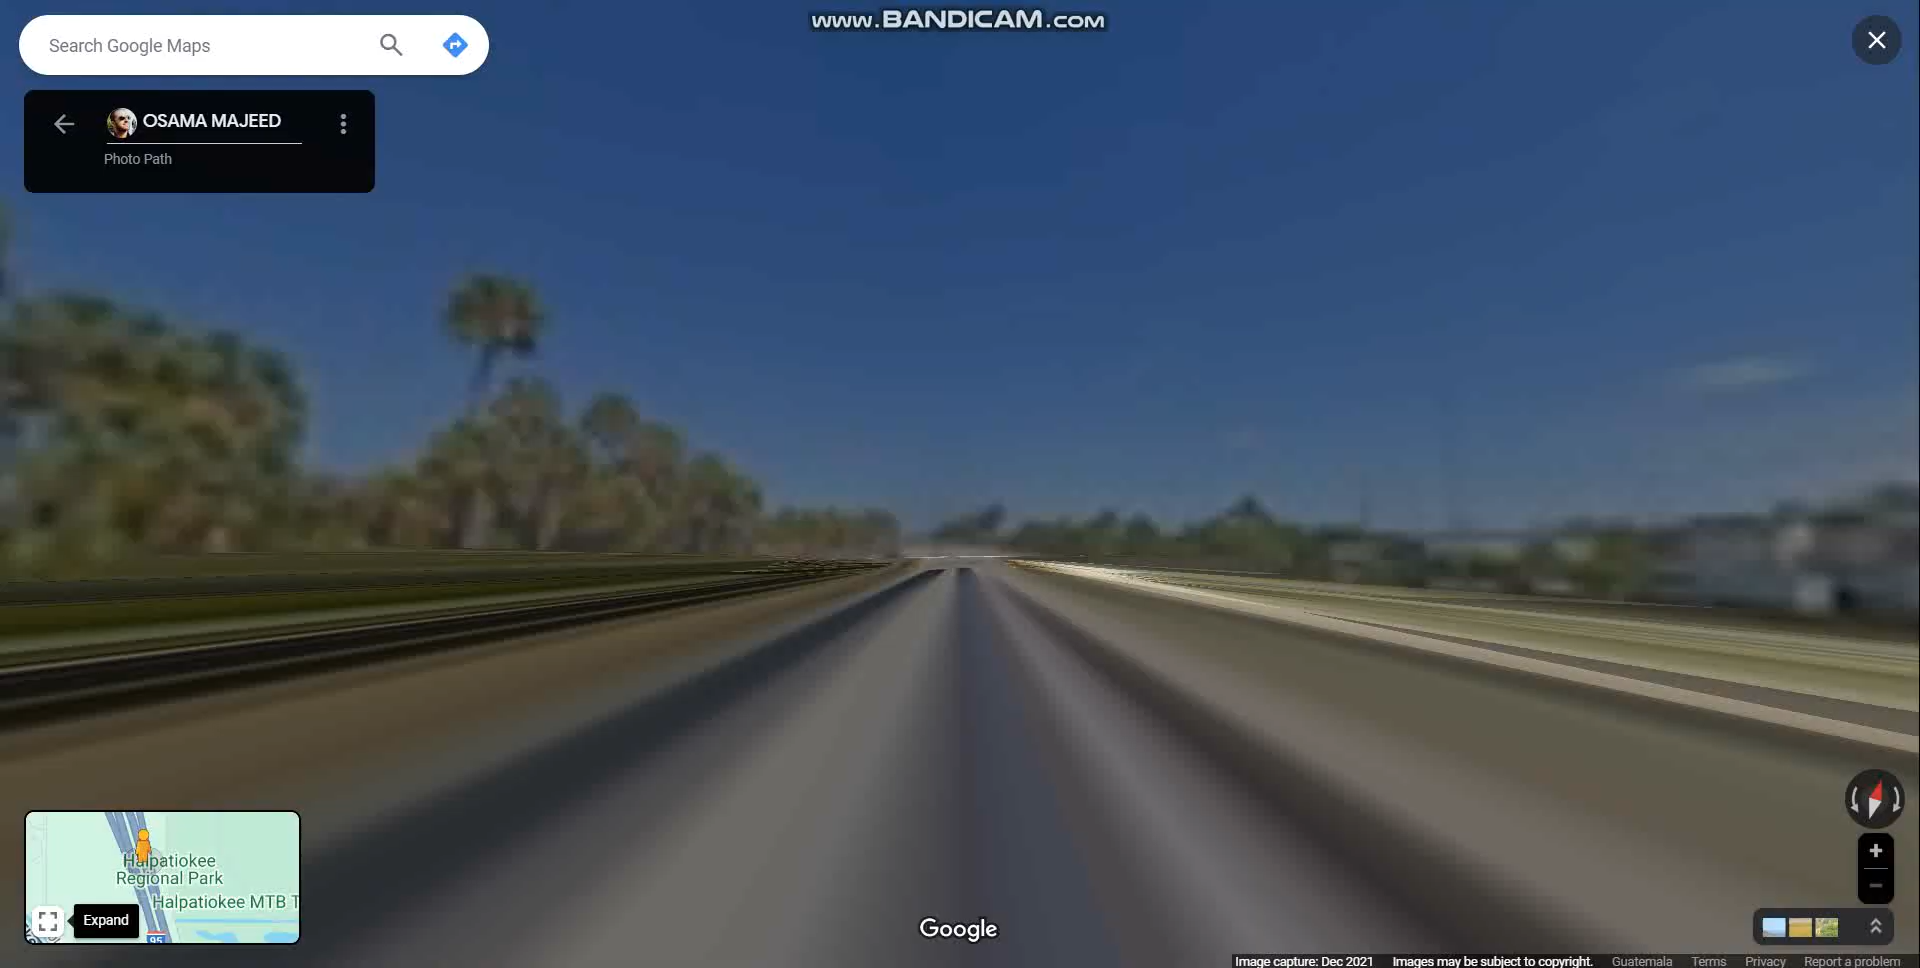 www.BANDICAM.com
Search Google Maps
OSAMA MAJEED
Photo Path
Halpatiokee
Regional Park
Halpatiokee MTB T
Expand
95
Google
Image capture: Dec 2021 Images may be subject to copyright. Guatemala Terms Privacy Report a problem